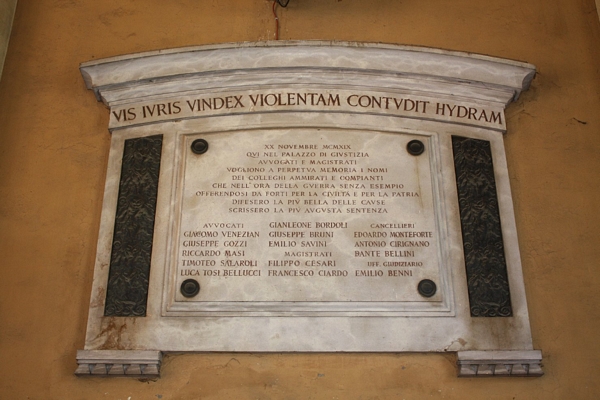 VIS IVRIS VINDEX VIOLENTAM CONTVDIT HYDRAM
XX NOVEMBRE MCMXIX
QVI NEL PALAZZO DI GIVSTIZIA
AVVOCATI E MAGISTRATI
VOGLIONO A PERPETVA MEMORIA I NOMI
DEI COLLEGHI AMMIRATI E COMPIANTI
CHE NELL'ORA DELLA GVERRA SENZA ESEMPIO
OFFERENDOSI DA FORTI PER LA CIVILTÀ E PER LA PATRIA
DIFESERO LA PIV BELLA DELLE CAVSE
SCRISSERO LA PIV AVGVSTA SENTENZA
AVVOCATI
GIACOMO VENEZIAN
GIUSEPPE GOZZI
RICCARDO MASI
TIMOTEO SALAROLI
LUCA TOSI BELLUCCI
GIANLEONE BORDOLI
GIUSEPPE BRUNI
EMILIO SAVINI
MAGISTRATI
FILIPPO CESARI
FRANCESCO CIARDO
CANCELLIERI
EDOARDO MONTEFORTE
ANTONIO CIRIGNANO
DANTE BELLINI
UFF. GIUDIZIARIO
EMILIO BENNI